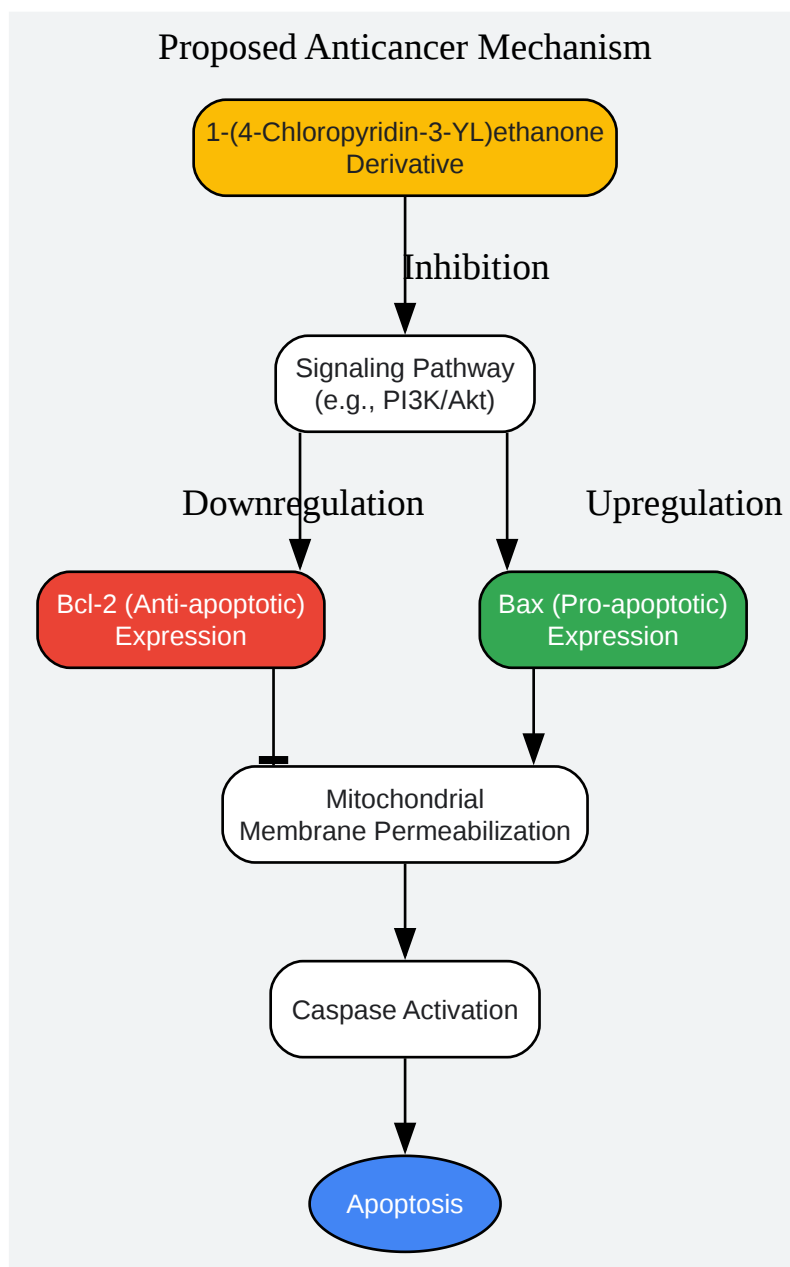 Proposed Anticancer Mechanism
1-(4-Chloropyridin-3-YL)ethanone
Derivative
Inhibition
Signaling Pathway
(e.g., PI3K/Akt)
Downregulation
Upregulation
Bcl-2 (Anti-apoptotic)
Expression
Bax (Pro-apoptotic)
Expression
Mitochondrial
Membrane Permeabilization
Caspase Activation
Apoptosis